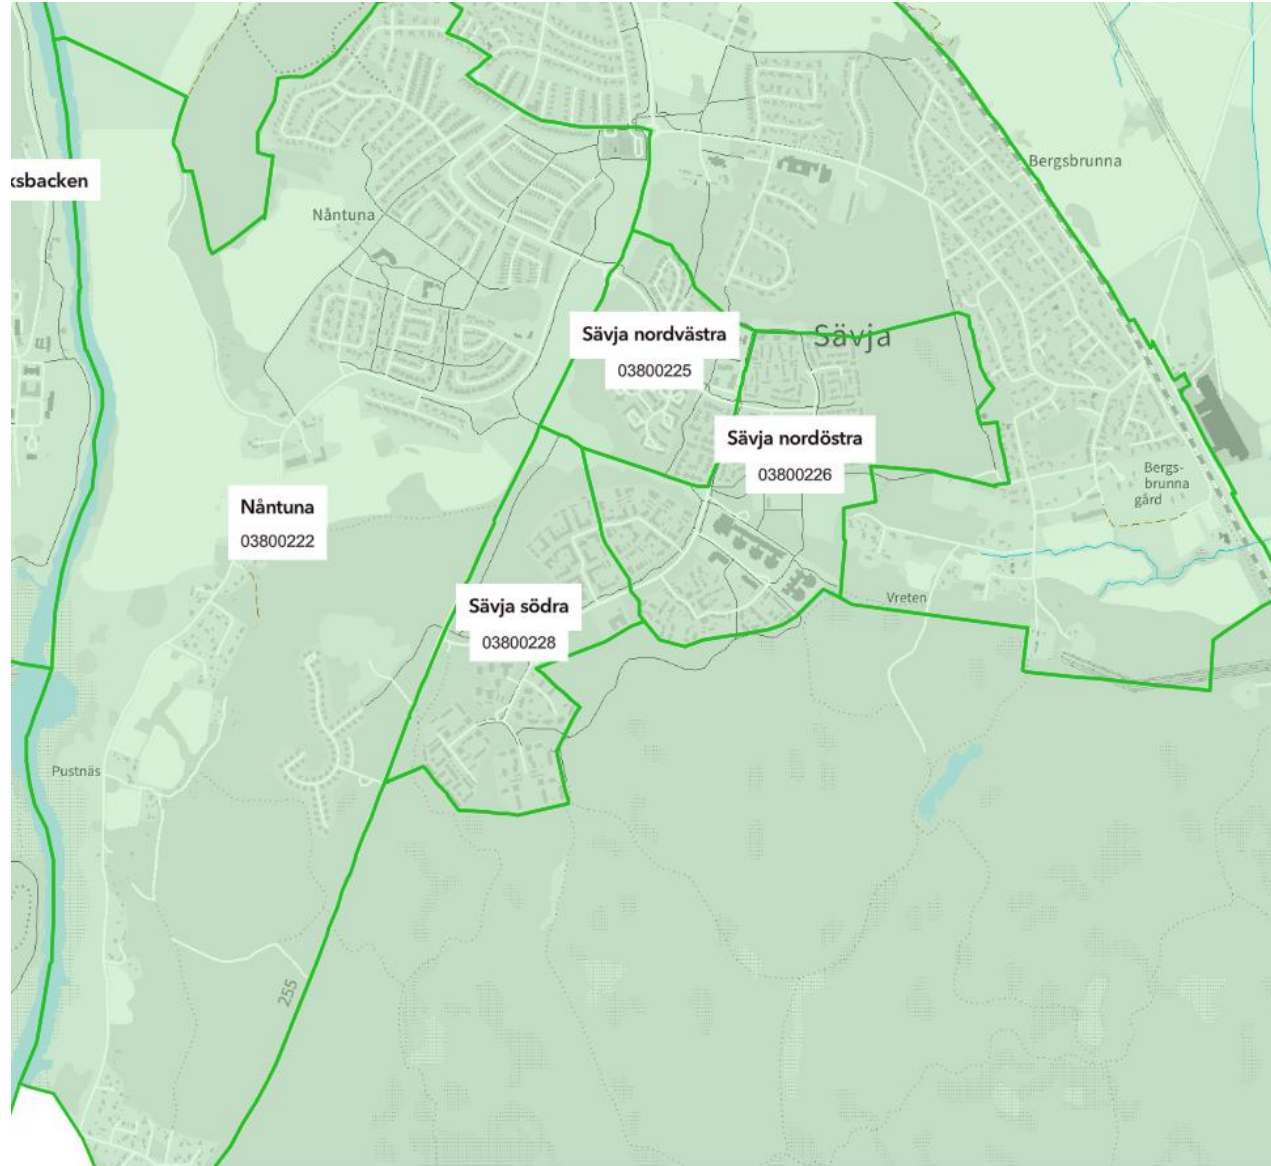 Bergsbrunna
ksbacken
Nåntuna
Sävja nordvästra
03800225
Sävja
Sävja nordöstra
03800226
Bergs-
brunna
gård
Nåntuna
03800222
Sävja södra
03800228
Vreten
Pustnäs
255